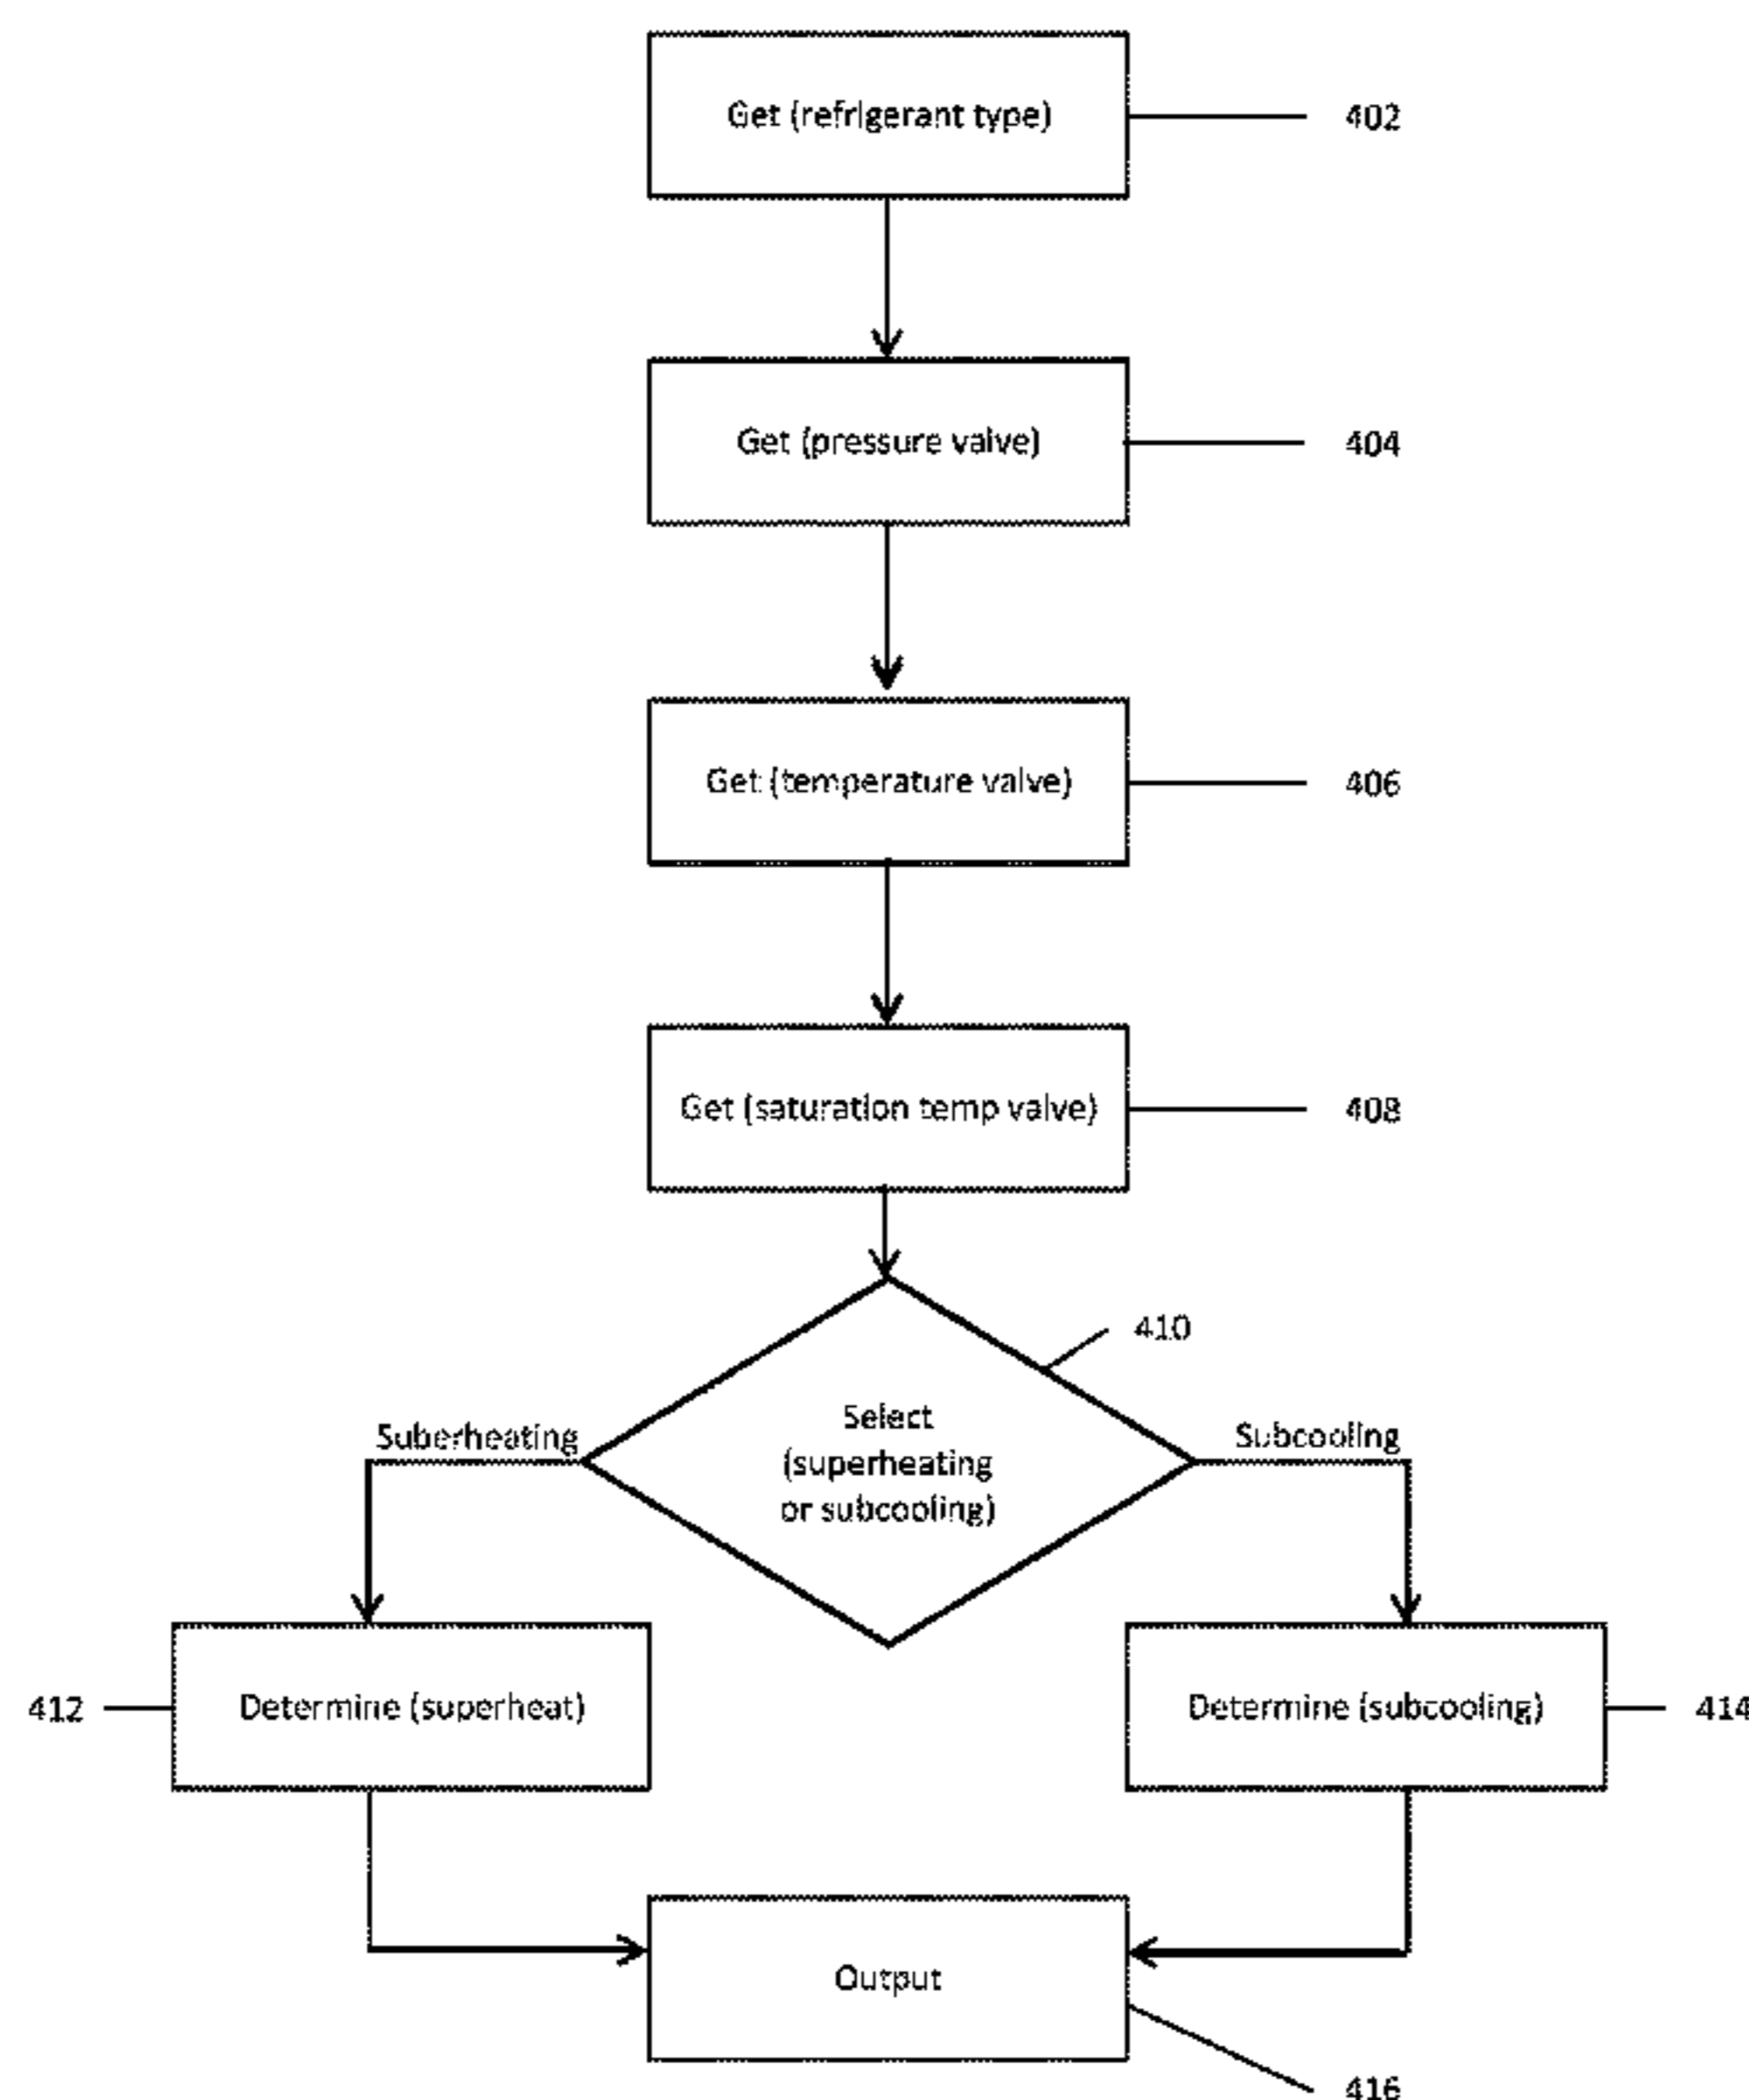 Get (refrigerant type)
402
Get (pressure valve)
404
Get (temperature valve)
406
Get (saturation temp valve)
408
410
Select
(superheating
or subcooling)
Suberheating
Subcooling
412
Determine (superheat)
Determine (subcooling)
414
Output
416